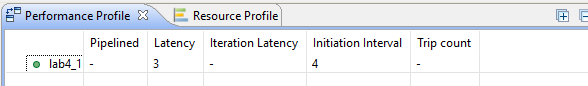 Performance Profile Resource Profile
Pipelined Latency Iteration Latency Initiation Interval Trip count
lab4_1 - 3 - 4 -